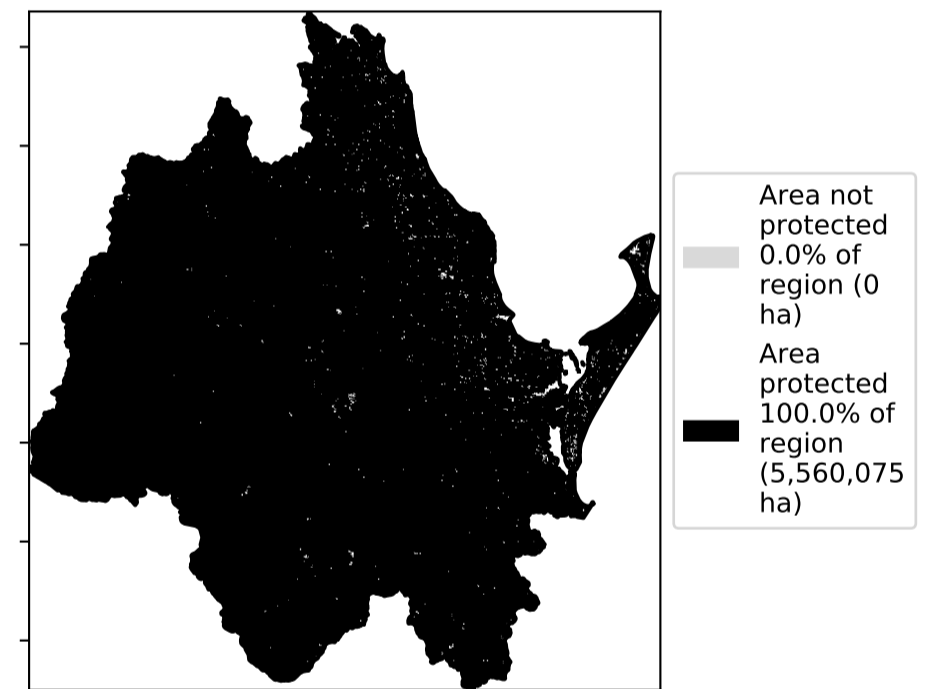 Area not
protected
0.0% of
region (0
ha)
Area
protected
100.0% of
region
(5,560,075
ha)